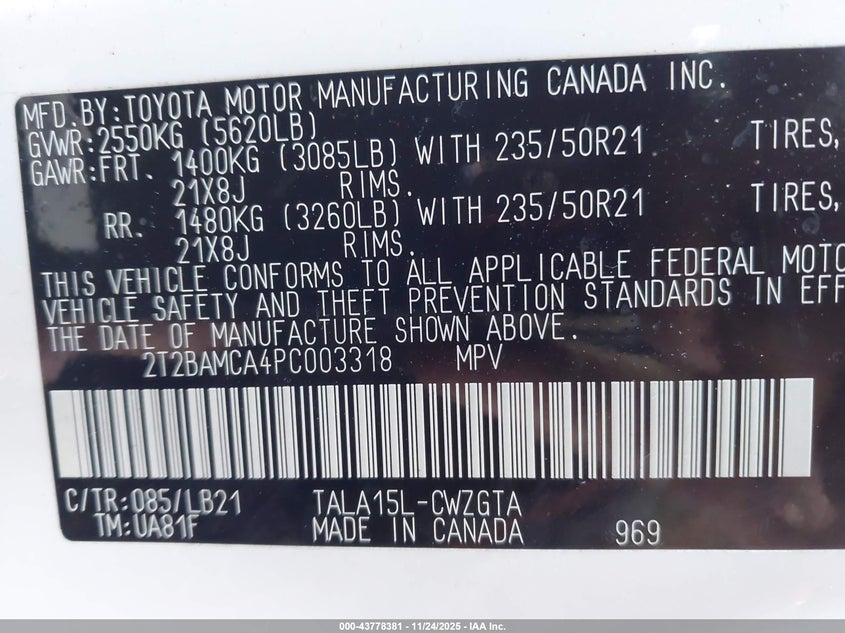 MFD. BY: TOYOTA MOTOR MANUFACTURING CANADA INC.
GVWR: 2550KG (5620LB)
GAWR: FRT. 1400KG (3085LB) WITH 235/50R21 TIRES,
21X8J RIMS.
RR. 1480KG (3260LB) WITH 235/50R21 TIRES,
21X8J RIMS.
THIS VEHICLE CONFORMS TO ALL APPLICABLE FEDERAL MOTO
VEHICLE SAFETY AND THEFT PREVENTION STANDARDS IN EFF
THE DATE OF MANUFACTURE SHOWN ABOVE.
2T2BAMCA4PC003318 MPV
C/TR: 085/LB21 TALA15L-CWZGTA
TM: UA81F MADE IN CANADA 969
000-43778381 - 11/24/2025 - IAA Inc.